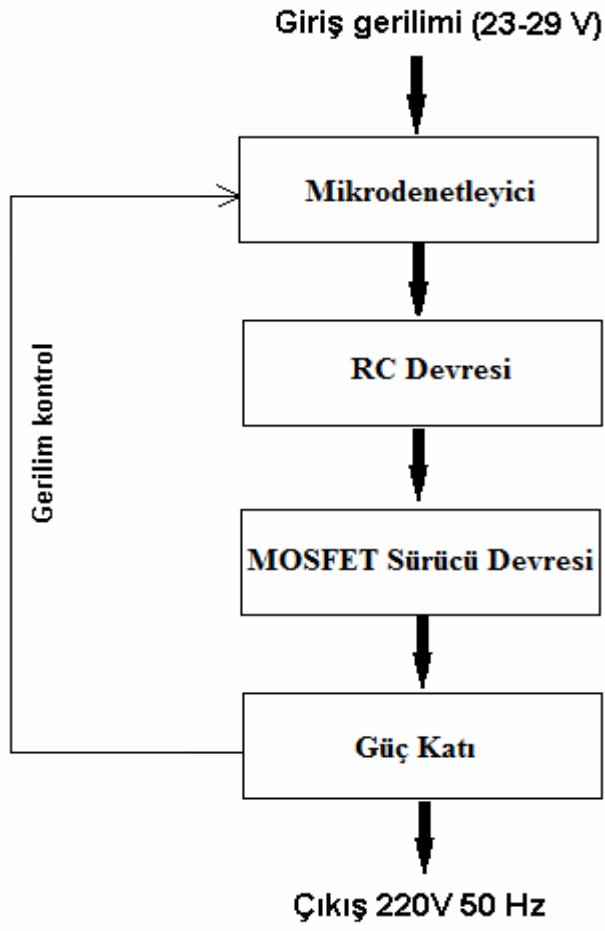 Giriş gerilimi (23-29 V)
Mikrodenetleyici
RC Devresi
Gerilim kontrol
MOSFET Sürücü Devresi
Güç Katı
Çıkış 220V 50 Hz